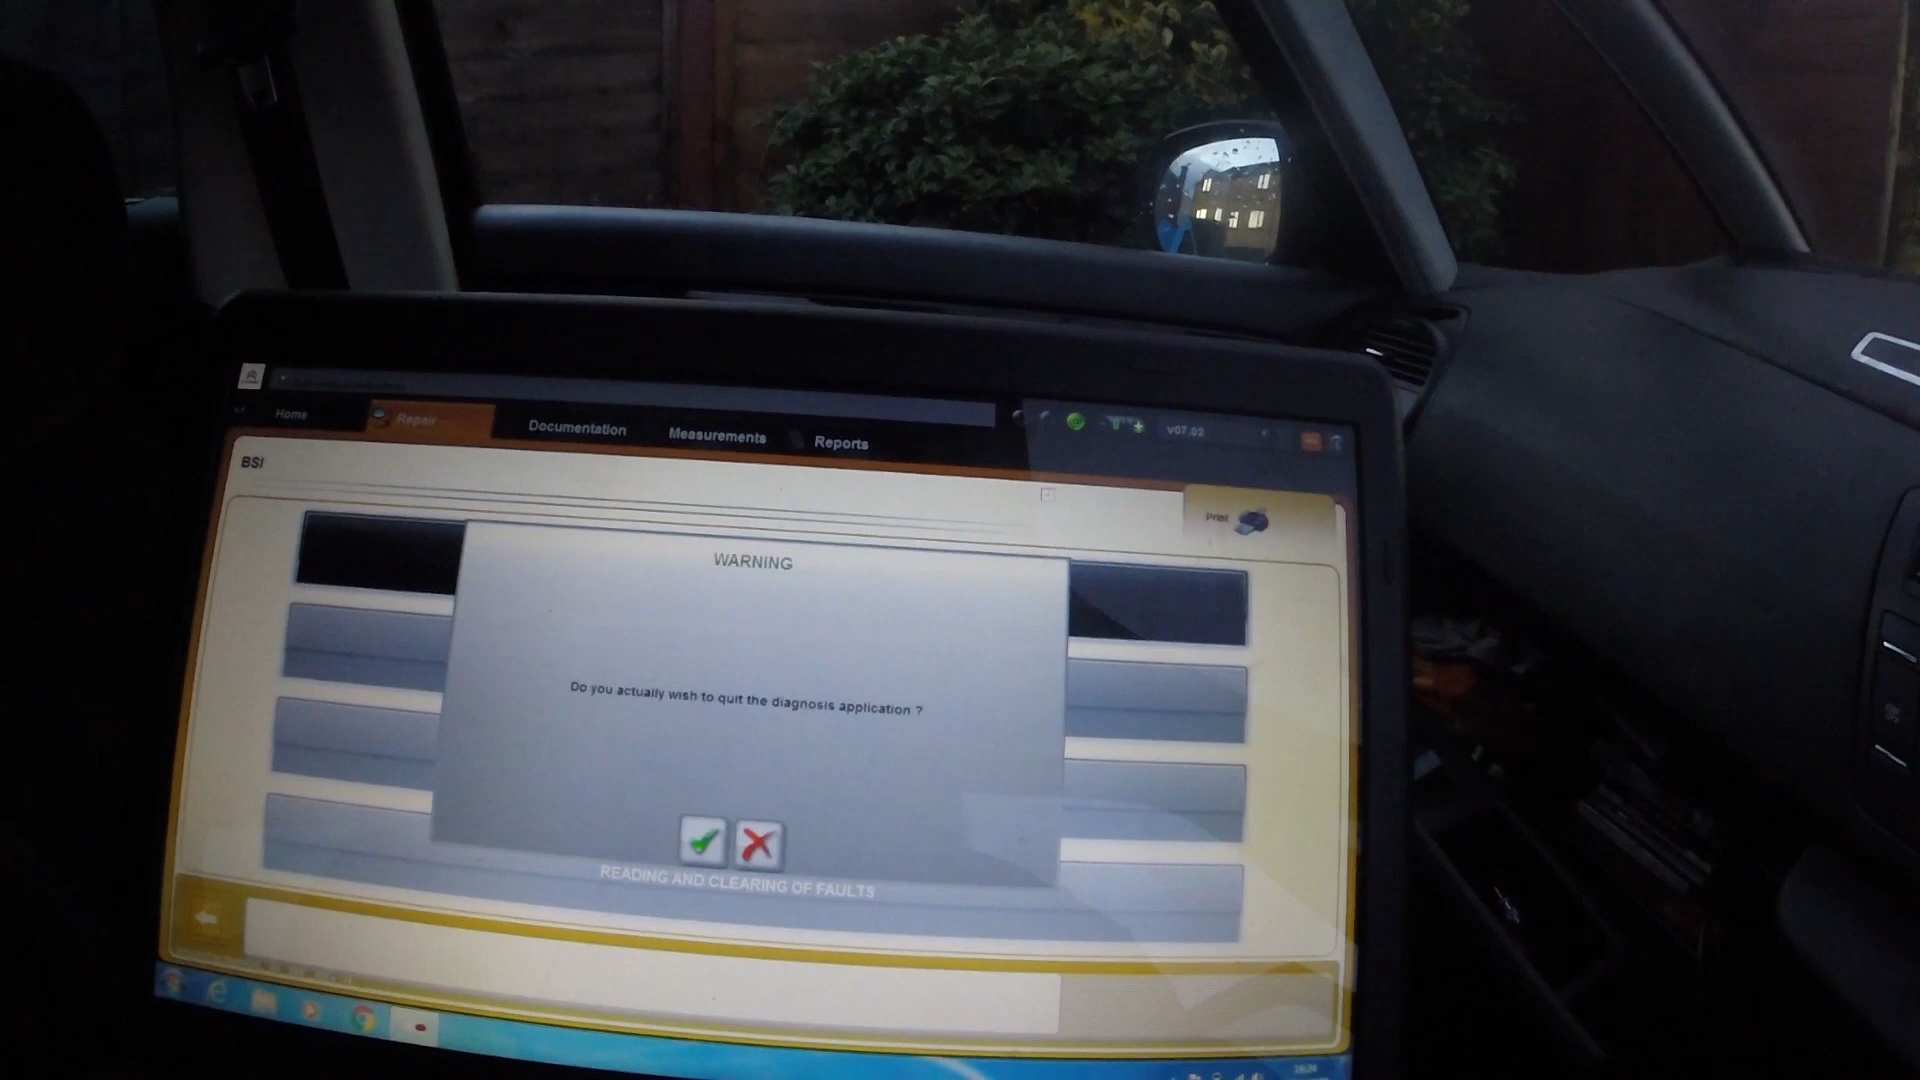 Home Repair Documentation Measurements Reports v07.02
BSI
Print
WARNING
Do you actually wish to quit the diagnosis application ?
READING AND CLEARING OF FAULTS